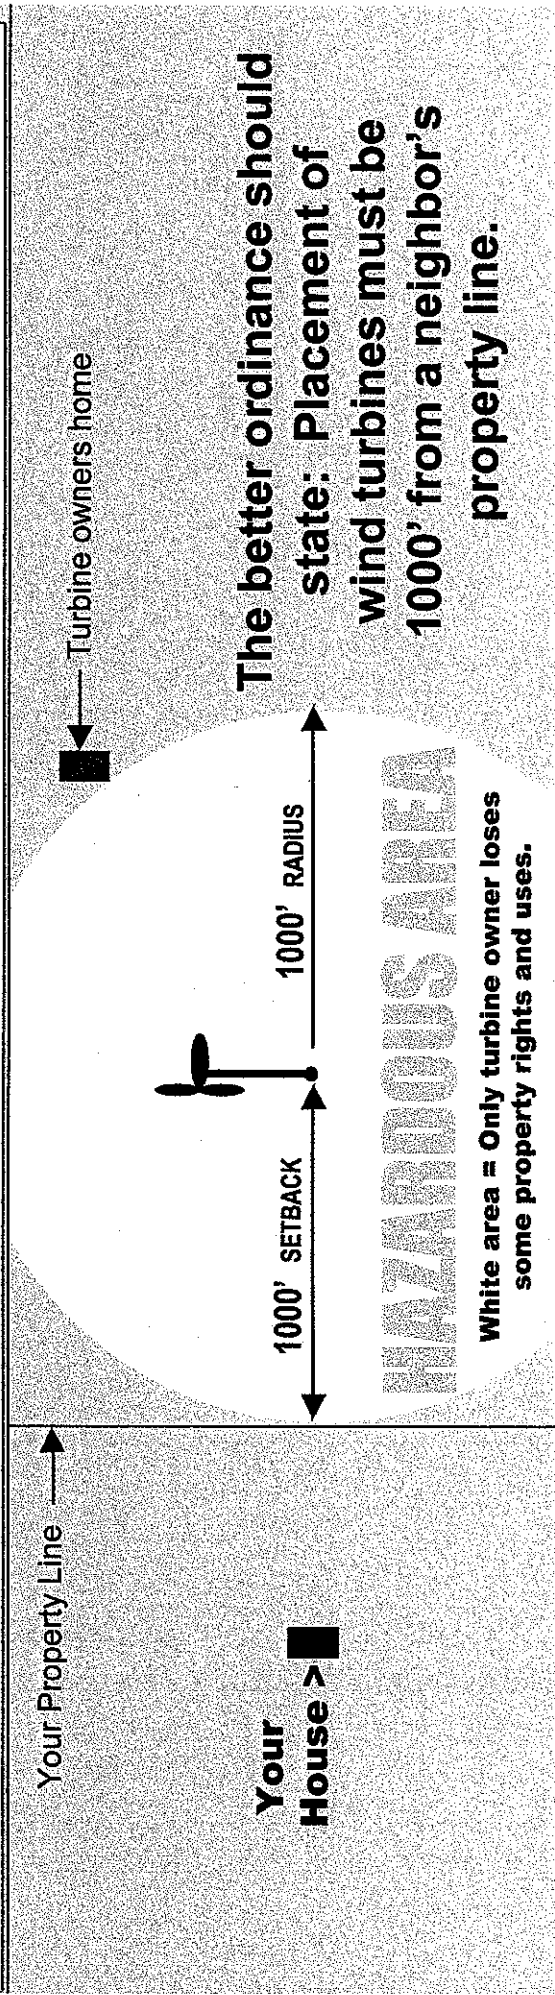 Your Property Line
Your
House >
1000' SETBACK
1000' RADIUS
HAZARDOUS AREA
White area = Only turbine owner loses
some property rights and uses.
Turbine owners home
The better ordinance should
state: Placement of
wind turbines must be
1000' from a neighbor's
property line.